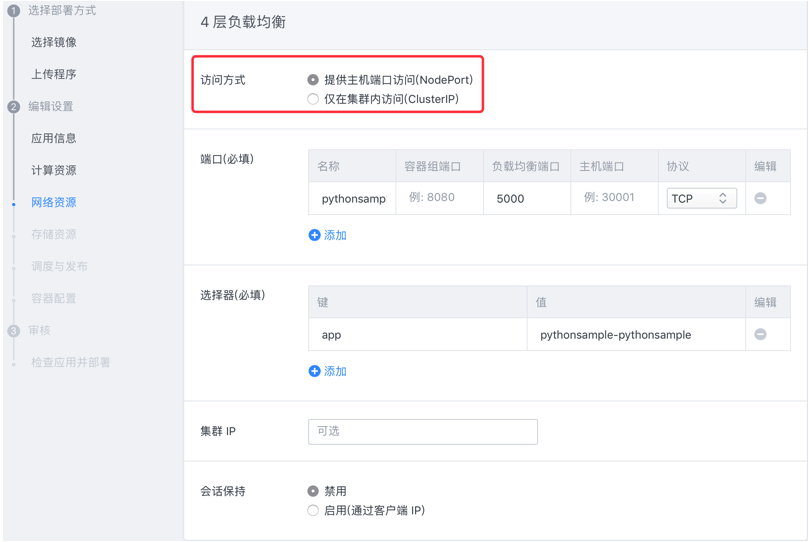 1 选择部署方式
选择镜像
上传程序
2 编辑设置
应用信息
计算资源
网络资源
存储资源
调度与发布
容器配置
3 审核
检查应用并部署
4 层负载均衡
访问方式
提供主机端口访问(NodePort)
仅在集群内访问(ClusterIP)
端口(必填)
名称 容器组端口 负载均衡端口 主机端口 协议 编辑
pythonsamp 例: 8080 5000 例: 30001 TCP
添加
选择器(必填)
键 值 编辑
app pythonsample-pythonsample
添加
集群 IP 可选
会话保持
禁用
启用(通过客户端 IP)